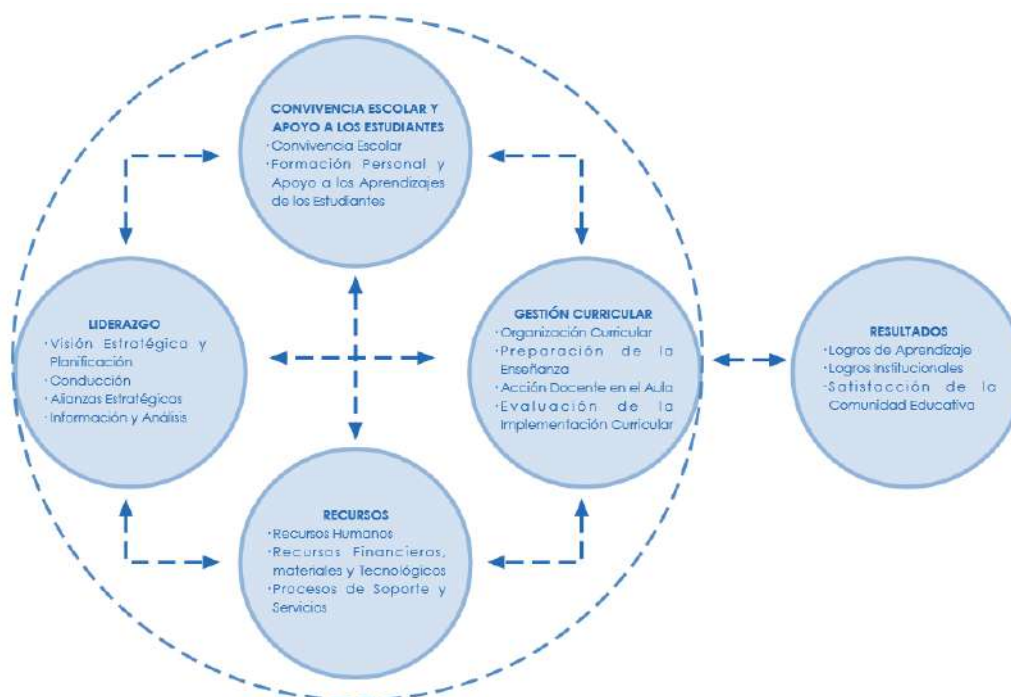 CONVIVENCIA ESCOLAR Y
APOYO A LOS ESTUDIANTES
·Convivencia Escolar
·Formación Personal y
Apoyo a los Aprendizajes
de los Estudiantes
LIDERAZGO
·Visión Estratégica y
Planificación
·Conducción
·Alianzas Estratégicas
·Información y Análisis
GESTIÓN CURRICULAR
·Organización Curricular
·Preparación de la
Enseñanza
·Acción Docente en el Aula
·Evaluación de la
Implementación Curricular
RESULTADOS
·Logros de Aprendizaje
·Logros Institucionales
·Satisfacción de la
Comunidad Educativa
RECURSOS
·Recursos Humanos
·Recursos Financieros,
materiales y Tecnológicos
·Procesos de Soporte y
Servicios